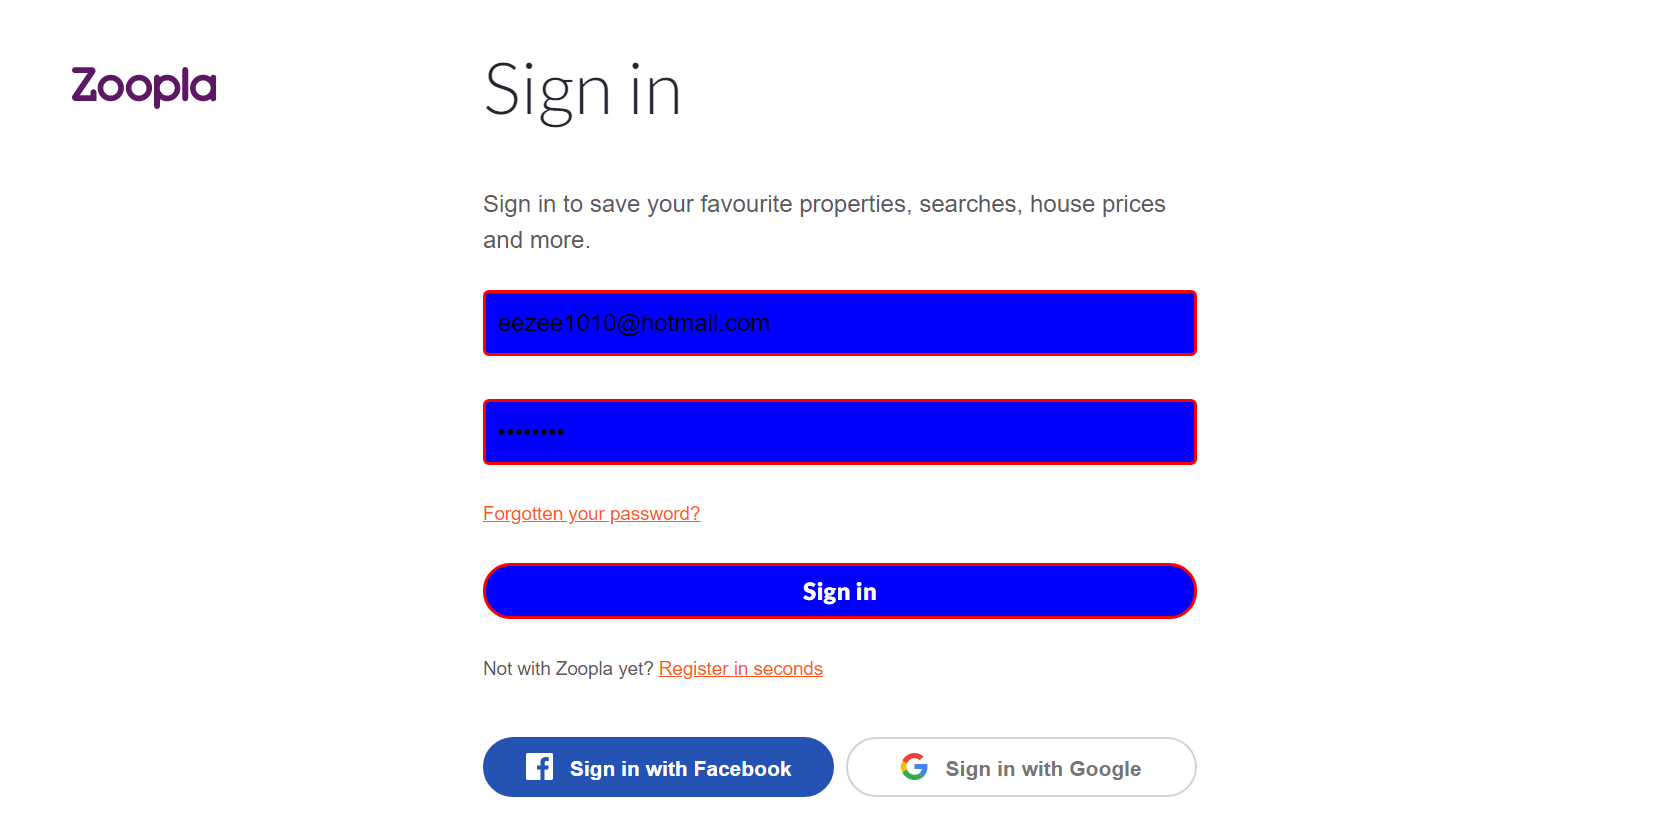 Zoopla
Sign in
Sign in to save your favourite properties, searches, house prices
and more.
eezee1010@hotmail.com
••••••••
Forgotten your password?
Sign in
Not with Zoopla yet? Register in seconds
Sign in with Facebook
Sign in with Google